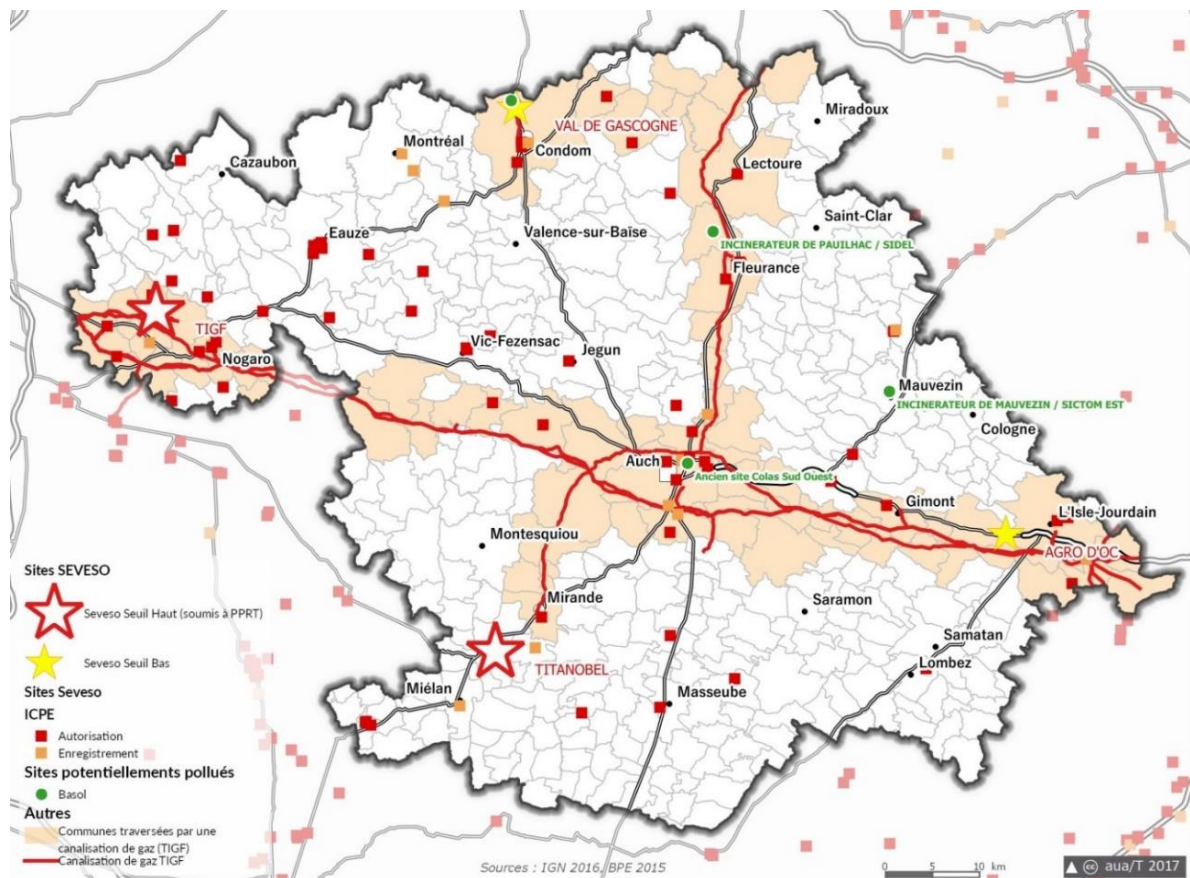 Miradoux
VAL DE GASCOGNE
Montréal
Condom
Cazaubon
Lectoure
Saint-Clar
Eauze
Valence-sur-Baïse
INCINERATEUR DE PAUILHAC / SIDEL
Fleurance
TIGF
Vic-Fezensac
Jegun
Nogaro
Mauvezin
INCINERATEUR DE MAUVEZIN / SICTOM EST
Cologne
Auch
Ancien site Colas Sud Ouest
Gimont
L'Isle-Jourdain
Montesquiou
AGRO D'OC
Mirande
Saramon
Samatan
TITANOBEL
Lombez
Miélan
Masseube
Sites SEVESO
Seveso Seuil Haut (soumis à PPRT)
Seveso Seuil Bas
Sites Seveso
ICPE
Autorisation
Enregistrement
Sites potentiellements pollués
Basol
Autres
Communes traversées par une
canalisation de gaz (TIGF)
Canalisation de gaz TIGF
Sources : IGN 2016, BPE 2015
0 5 10 km
cc aua/T 2017